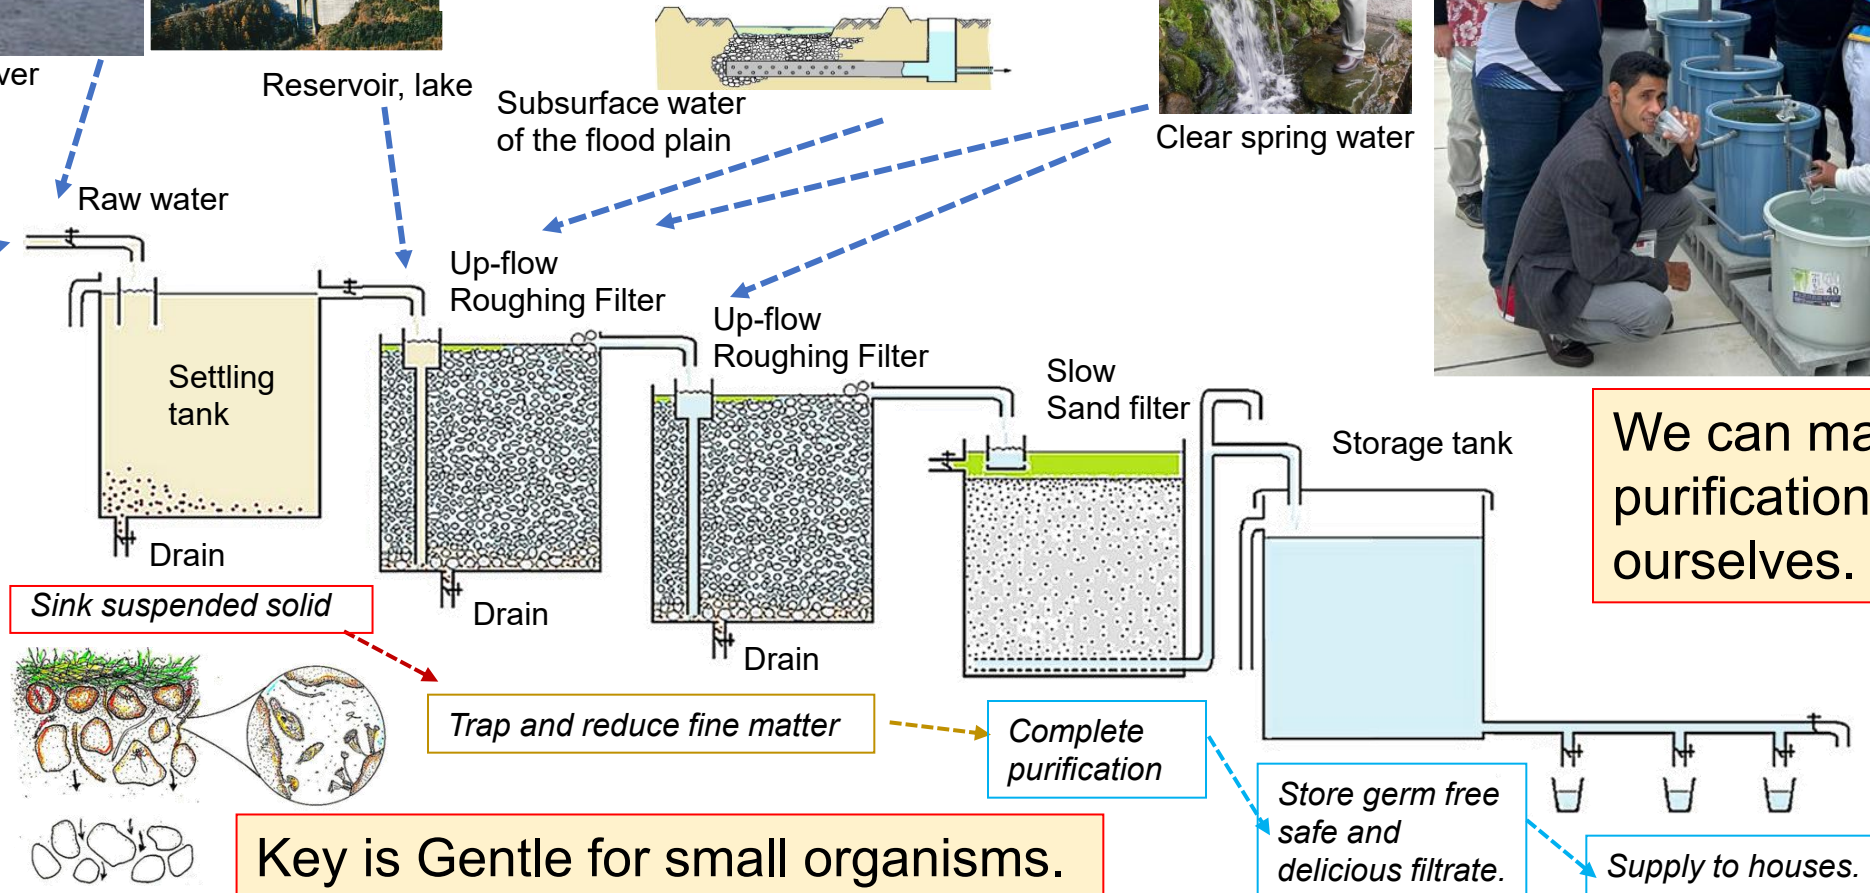 Reservoir, lake
Subsurface water
of the flood plain
Clear spring water
Raw water
Up-flow
Roughing Filter
Up-flow
Roughing Filter
Slow
Sand filter
Settling
tank
Storage tank
Drain
Drain
Drain
We can
purification
ourselves.
Sink suspended solid
Trap and reduce fine matter
Complete
purification
Store germ free
safe and
delicious filtrate.
Supply to houses.
Key is Gentle for small organisms.
40